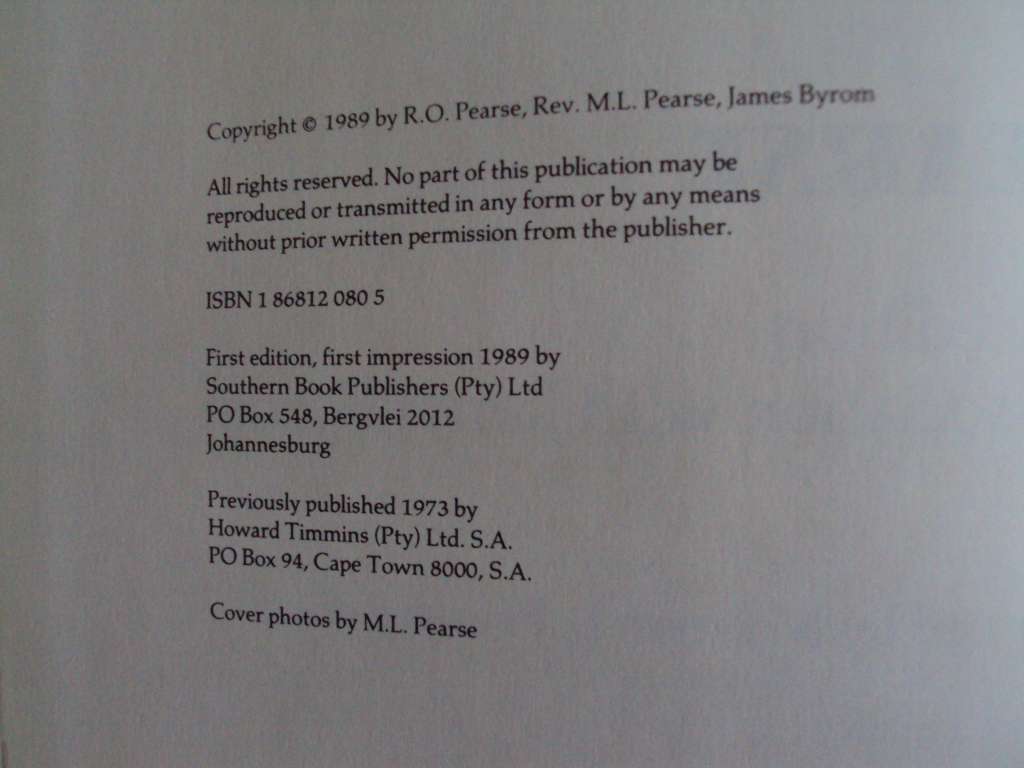 Copyright © 1989 by R.O. Pearse, Rev. M.L. Pearse, James Byrom
All rights reserved. No part of this publication may be
reproduced or transmitted in any form or by any means
without prior written permission from the publisher.
ISBN 1 86812 080 5
First edition, first impression 1989 by
Southern Book Publishers (Pty) Ltd
PO Box 548, Bergvlei 2012
Johannesburg
Previously published 1973 by
Howard Timmins (Pty) Ltd. S.A.
PO Box 94, Cape Town 8000, S.A.
Cover photos by M.L. Pearse